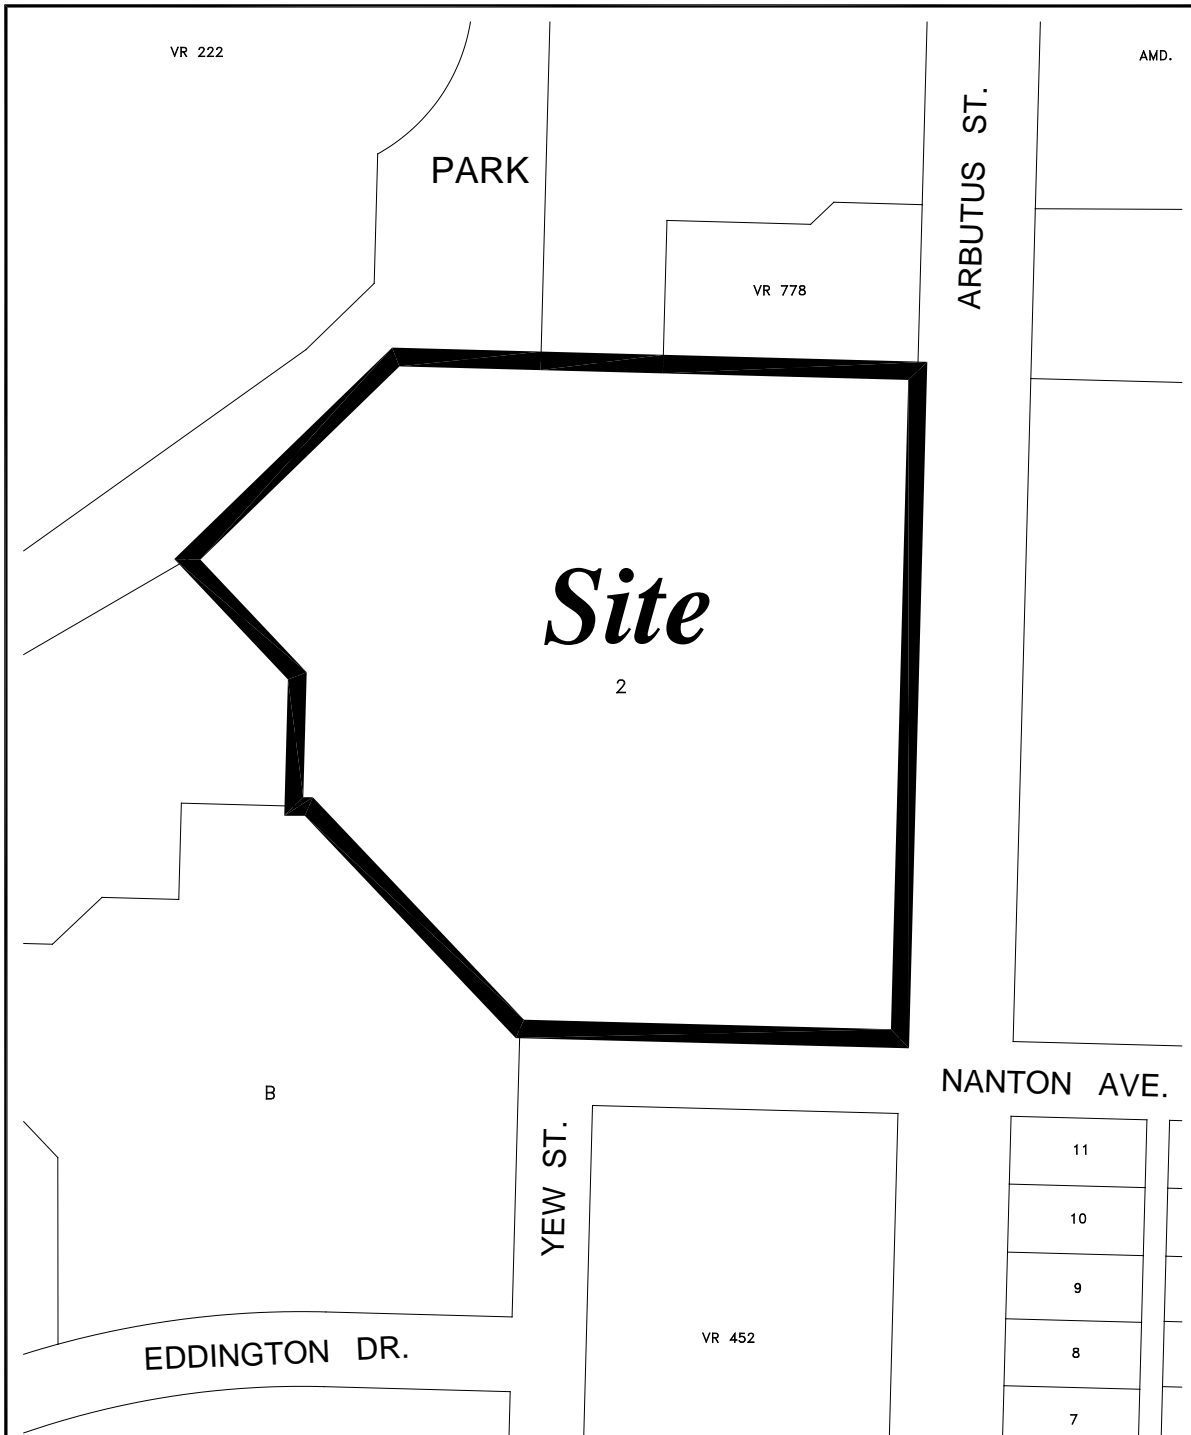 VR 222
AMD.
PARK
ARBUTUS ST.
VR 778
Site
2
NANTON AVE.
B
YEW ST.
11
10
9
VR 452
EDDINGTON DR.
8
7